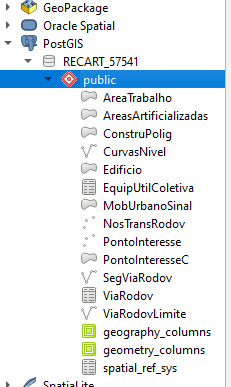 GeoPackage
Oracle Spatial
PostGIS
RECART_57541
public
AreaTrabalho
AreasArtificializadas
ConstruPolig
CurvasNivel
Edificio
EquipUtilColetiva
MobUrbanoSinal
NosTransRodov
PontoInteresse
PontoInteresseC
SegViaRodov
ViaRodov
ViaRodovLimite
geography_columns
geometry_columns
spatial_ref_sys
SpatiaLite